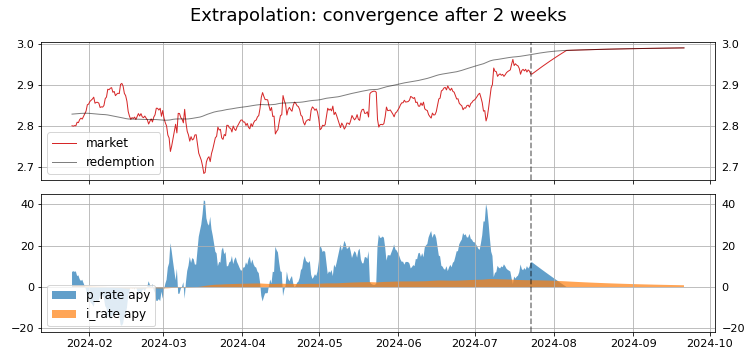 Extrapolation: convergence after 2 weeks
3.0 3.0
2.9 2.9
2.8 2.8
2.7 2.7
market
redemption
40 40
20 20
0 0
−20 −20
p_rate apy
i_rate apy
2024-02 2024-03 2024-04 2024-05 2024-06 2024-07 2024-08 2024-09 2024-10